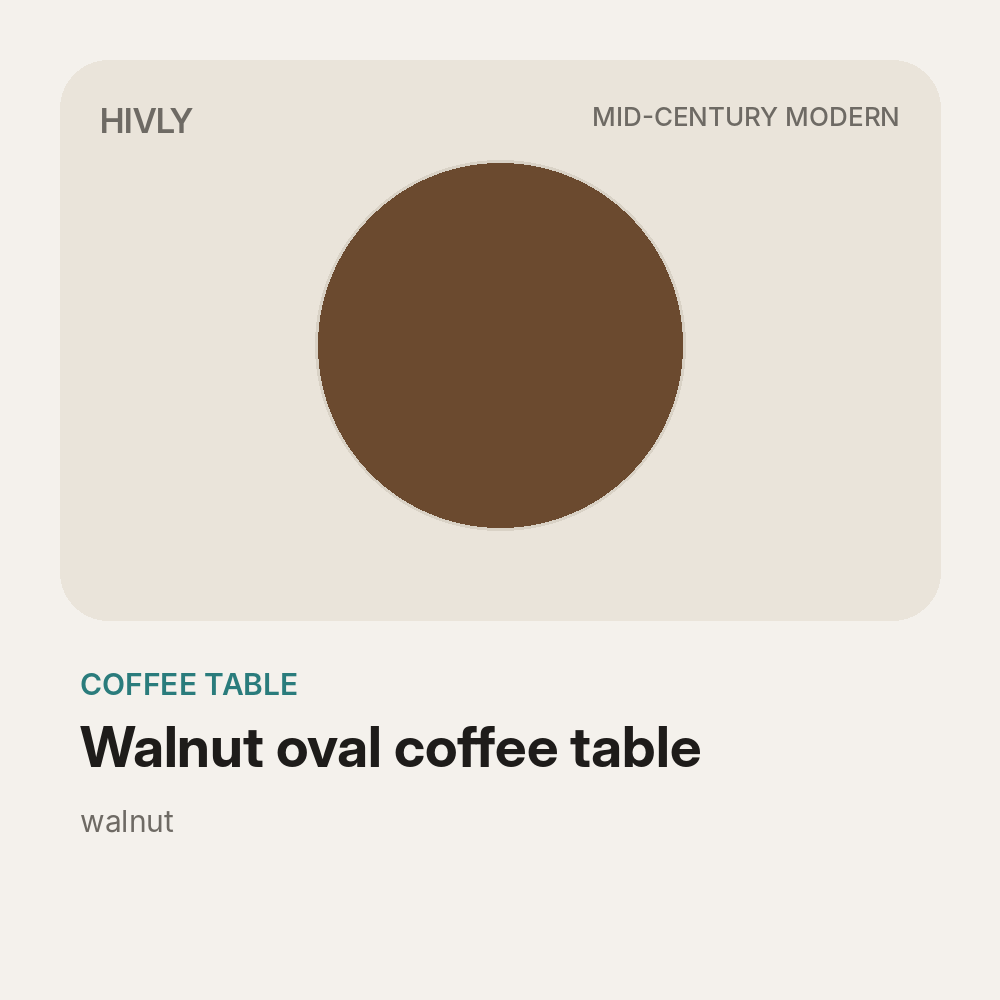 HIVLY
MID-CENTURY MODERN
COFFEE TABLE
Walnut oval coffee table
walnut